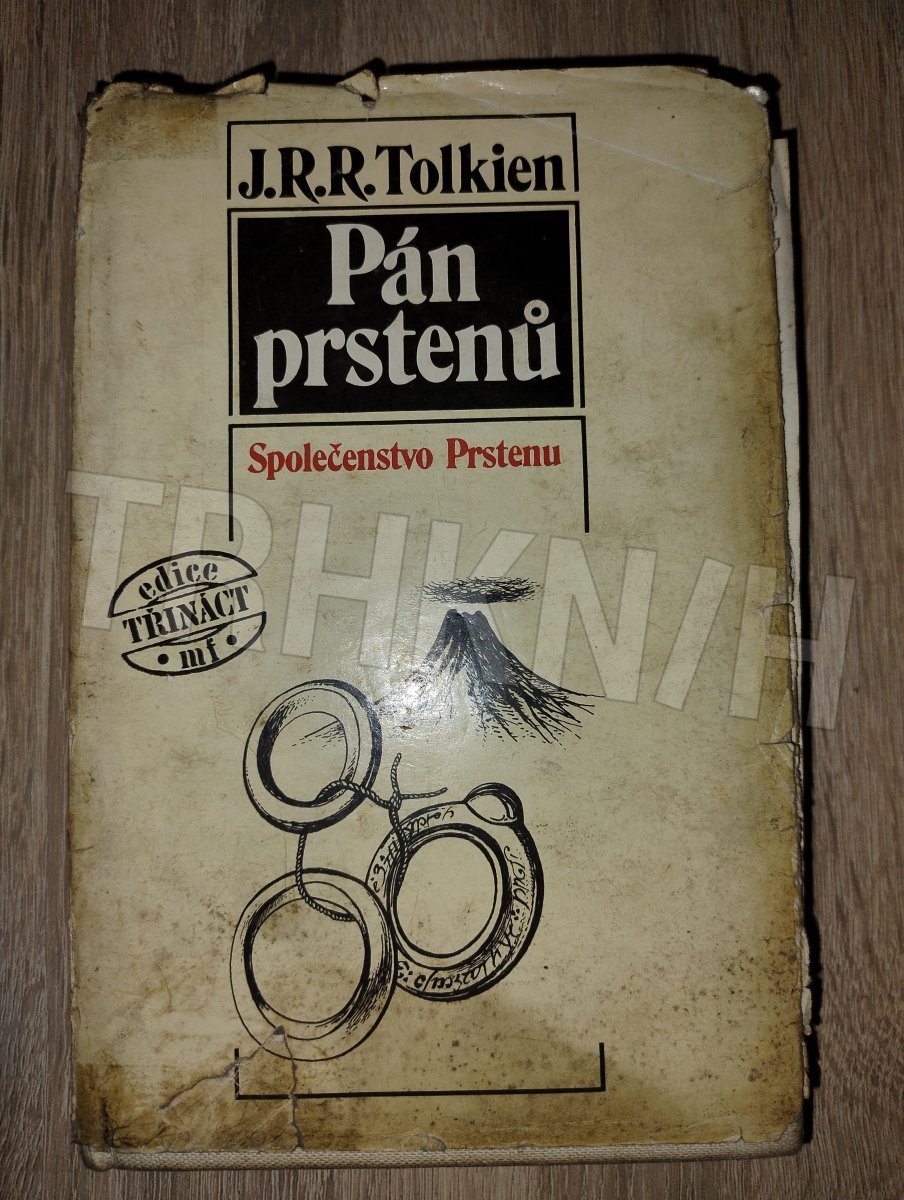 J.R.R.Tolkien
Pán
prstenů
Společenstvo Prstenu
TRHKNIH
edice
TŘINÁCT
• mf •